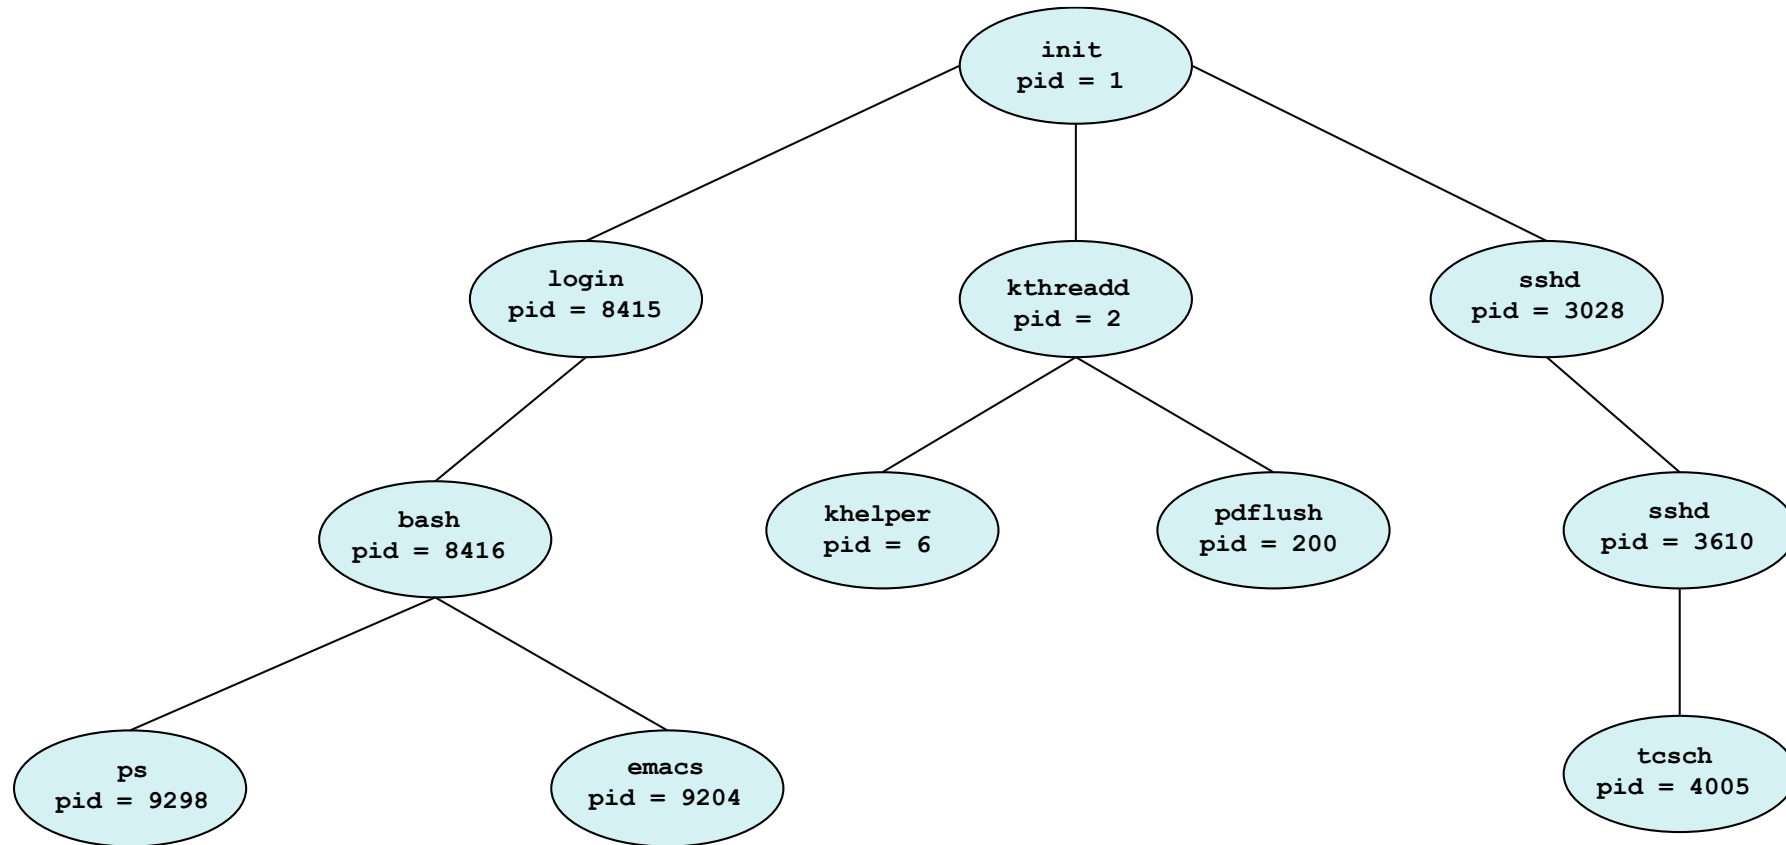 init
pid = 1
login
pid = 8415
kthreadd
pid = 2
sshd
pid = 3028
bash
pid = 8416
khelper
pid = 6
pdflush
pid = 200
sshd
pid = 3610
ps
pid = 9298
emacs
pid = 9204
tcsch
pid = 4005